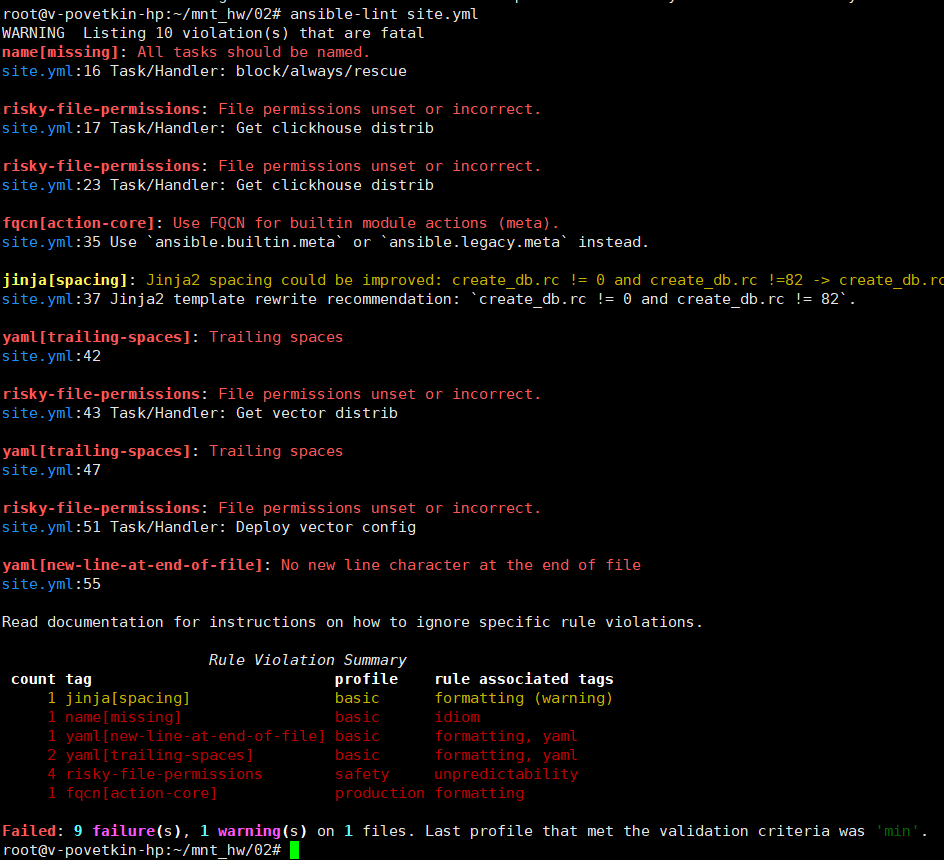 root@v-povetkin-hp:~/mnt_hw/02# ansible-lint site.yml
WARNING  Listing 10 violation(s) that are fatal
name[missing]: All tasks should be named.
site.yml:16 Task/Handler: block/always/rescue
risky-file-permissions: File permissions unset or incorrect.
site.yml:17 Task/Handler: Get clickhouse distrib
risky-file-permissions: File permissions unset or incorrect.
site.yml:23 Task/Handler: Get clickhouse distrib
fqcn[action-core]: Use FQCN for builtin module actions (meta).
site.yml:35 Use `ansible.builtin.meta` or `ansible.legacy.meta` instead.
jinja[spacing]: Jinja2 spacing could be improved: create_db.rc != 0 and create_db.rc !=82 -> create_db.rc
site.yml:37 Jinja2 template rewrite recommendation: `create_db.rc != 0 and create_db.rc != 82`.
yaml[trailing-spaces]: Trailing spaces
site.yml:42
risky-file-permissions: File permissions unset or incorrect.
site.yml:43 Task/Handler: Get vector distrib
yaml[trailing-spaces]: Trailing spaces
site.yml:47
risky-file-permissions: File permissions unset or incorrect.
site.yml:51 Task/Handler: Deploy vector config
yaml[new-line-at-end-of-file]: No new line character at the end of file
site.yml:55
Read documentation for instructions on how to ignore specific rule violations.
Rule Violation Summary
count tag profile rule associated tags
1 jinja[spacing] basic formatting (warning)
1 name[missing] basic idiom
1 yaml[new-line-at-end-of-file] basic formatting, yaml
2 yaml[trailing-spaces] basic formatting, yaml
4 risky-file-permissions safety unpredictability
1 fqcn[action-core] production formatting
Failed: 9 failure(s), 1 warning(s) on 1 files. Last profile that met the validation criteria was 'min'.
root@v-povetkin-hp:~/mnt_hw/02#